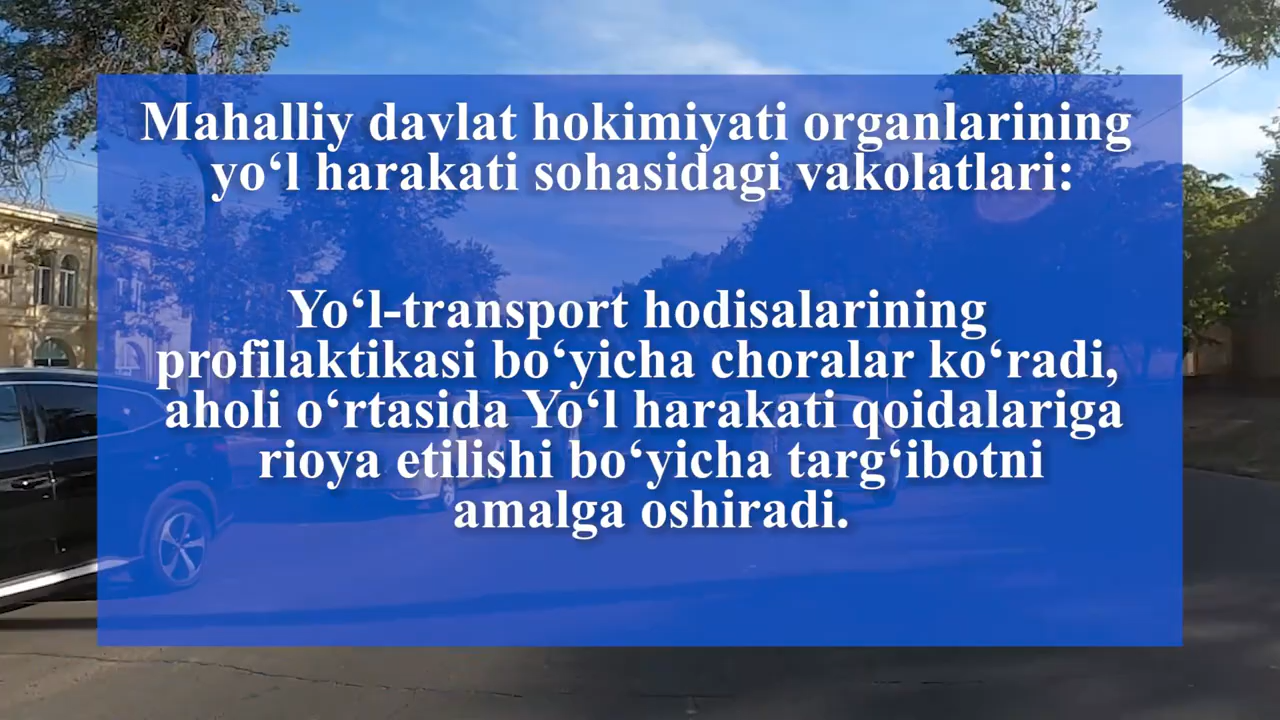 Mahalliy davlat hokimiyati organlarining
yo‘l harakati sohasidagi vakolatlari:
Yo‘l-transport hodisalarining
profilaktikasi bo‘yicha choralar ko‘radi,
aholi o‘rtasida Yo‘l harakati qoidalariga
rioya etilishi bo‘yicha targ‘ibotni
amalga oshiradi.